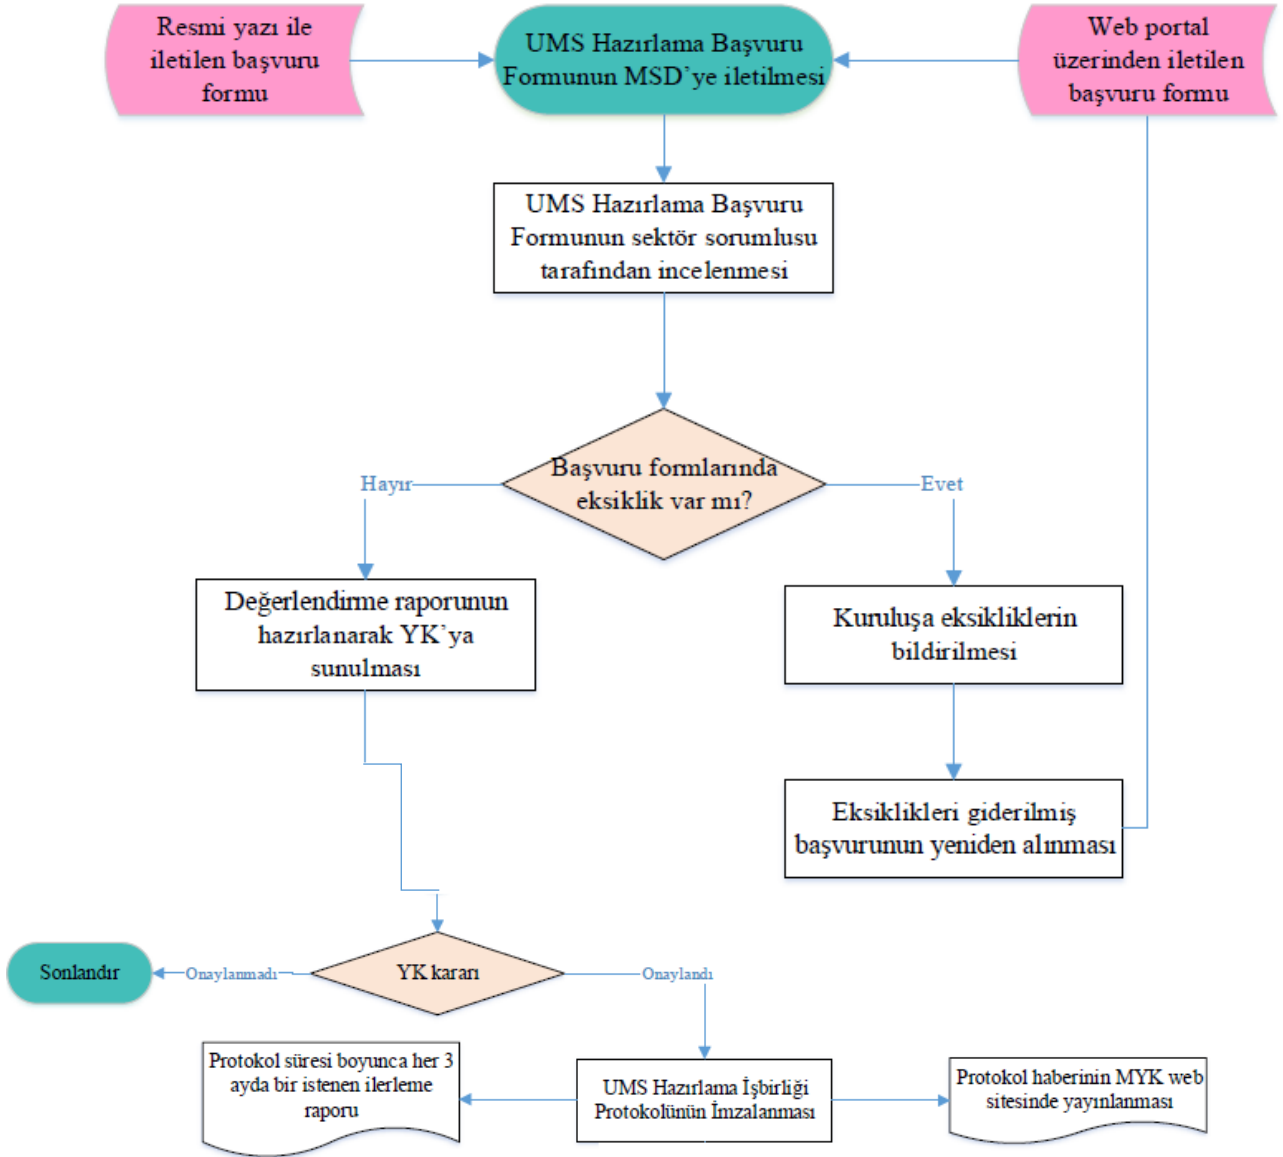 Resmi yazı ile
iletilen başvuru
formu
UMS Hazırlama Başvuru
Formunun MSD’ye iletilmesi
Web portal
üzerinden iletilen
başvuru formu
UMS Hazırlama Başvuru
Formunun sektör sorumlusu
tarafından incelenmesi
Başvuru formlarında
eksiklik var mı?
Hayır
Evet
Değerlendirme raporunun
hazırlanarak YK’ya
sunulması
Kuruluşa eksikliklerin
bildirilmesi
Eksiklikleri giderilmiş
başvurunun yeniden alınması
Sonlandır
Onaylanmadı
YK kararı
Onaylandı
Protokol süresi boyunca her 3
ayda bir istenen ilerleme
raporu
UMS Hazırlama İşbirliği
Protokolünün İmzalanması
Protokol haberinin MYK web
sitesinde yayınlanması